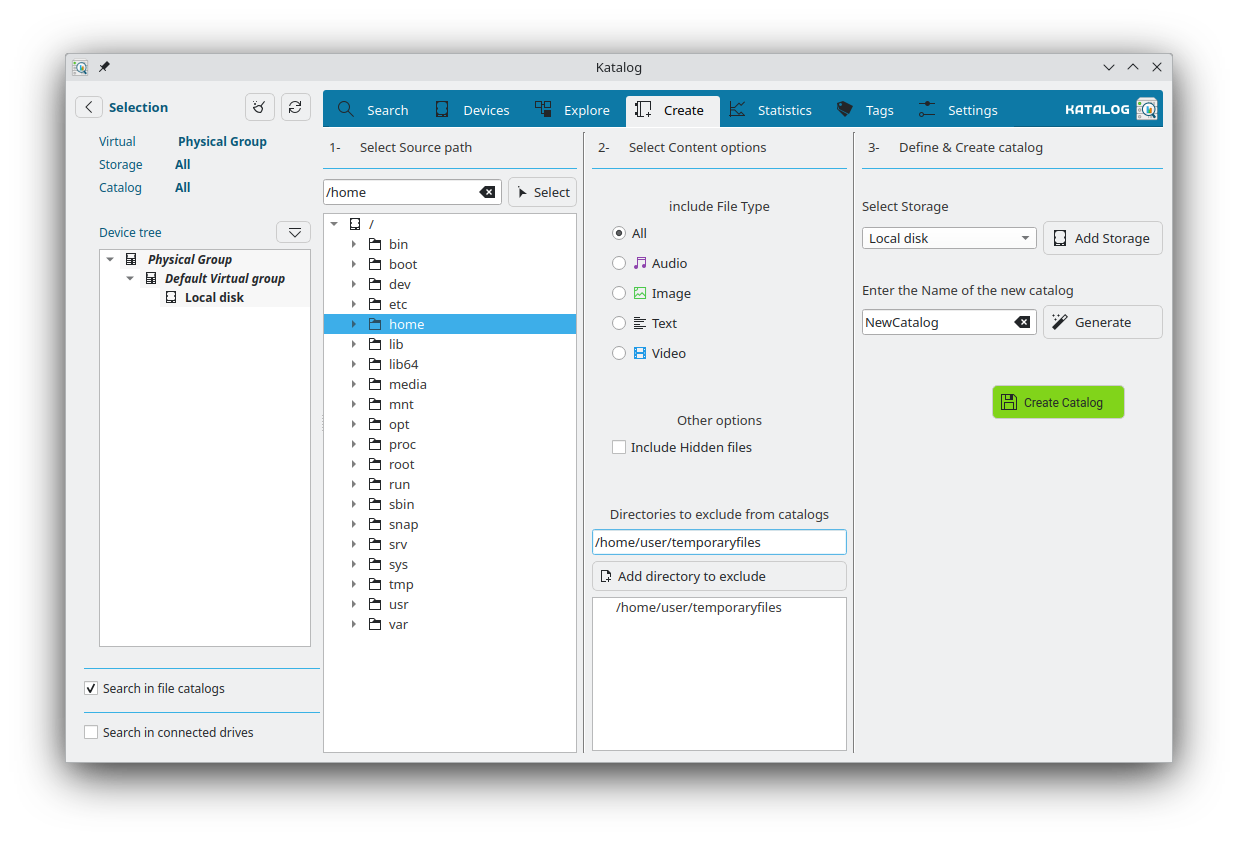 Katalog
Selection
Virtual Physical Group
Storage All
Catalog All
Device tree
Physical Group
Default Virtual group
Local disk
Search in file catalogs
Search in connected drives
Search Devices Explore Create Statistics Tags Settings KATALOG
1- Select Source path
/home Select
/
bin
boot
dev
etc
home
lib
lib64
media
mnt
opt
proc
root
run
sbin
snap
srv
sys
tmp
usr
var
2- Select Content options
include File Type
All
Audio
Image
Text
Video
Other options
Include Hidden files
Directories to exclude from catalogs
/home/user/temporaryfiles
Add directory to exclude
/home/user/temporaryfiles
3- Define & Create catalog
Select Storage
Local disk Add Storage
Enter the Name of the new catalog
NewCatalog Generate
Create Catalog